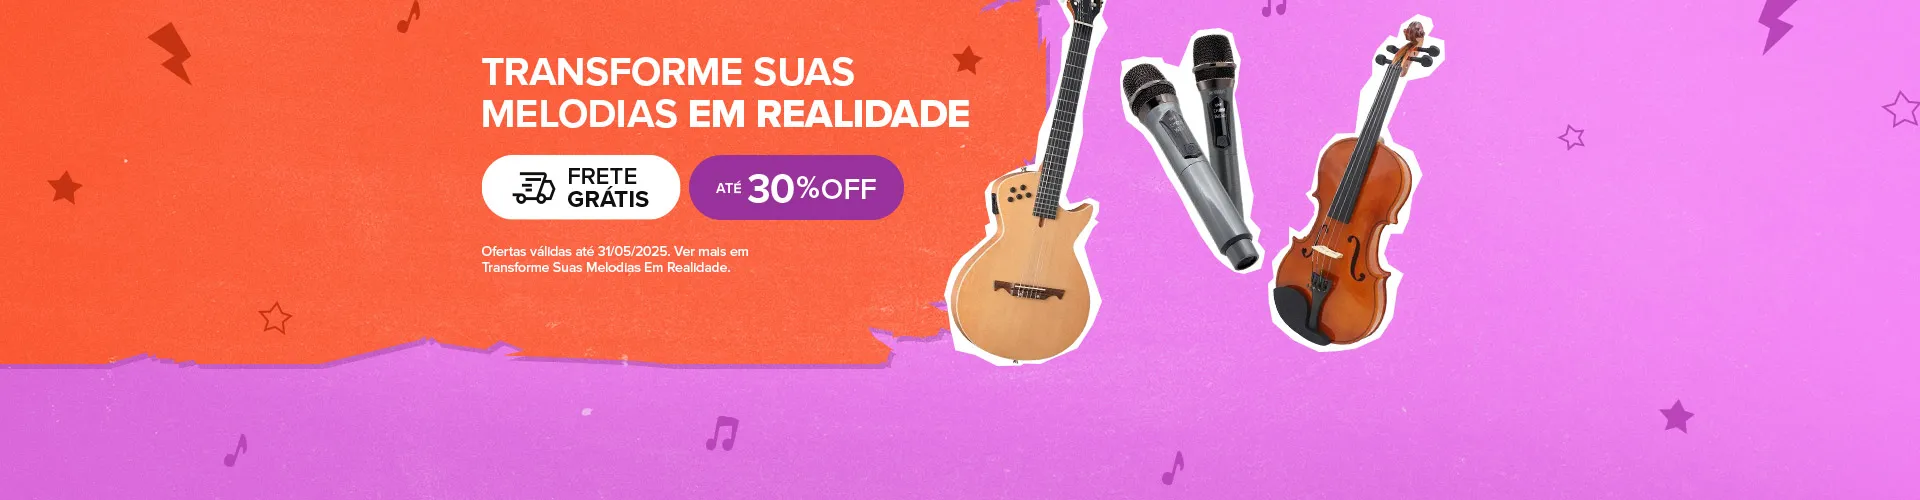 TRANSFORME SUAS
MELODIAS EM REALIDADE
FRETE
GRÁTIS
ATÉ 30%OFF
Ofertas válidas até 31/05/2025. Ver mais em
Transforme Suas Melodias Em Realidade.